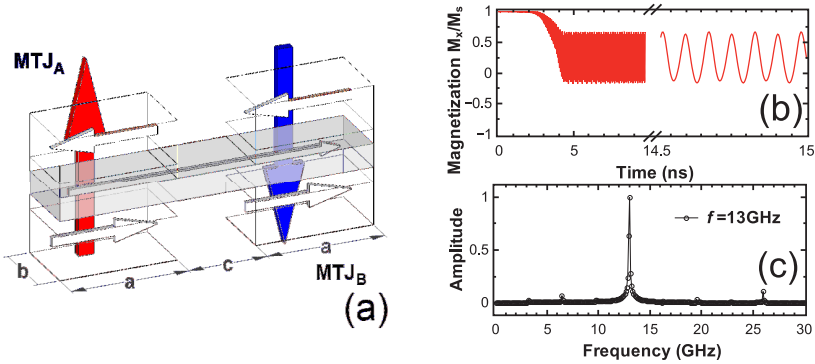 MTJA
b
a
c
a
MTJB
(a)
Magnetization Mx/Ms
1
0.5
0
−0.5
1
0
5
14.5
15
Time (ns)
(b)
Amplitude
1
0.5
0
f=13GHz
0
5
10
15
20
25
30
Frequency (GHz)
(c)